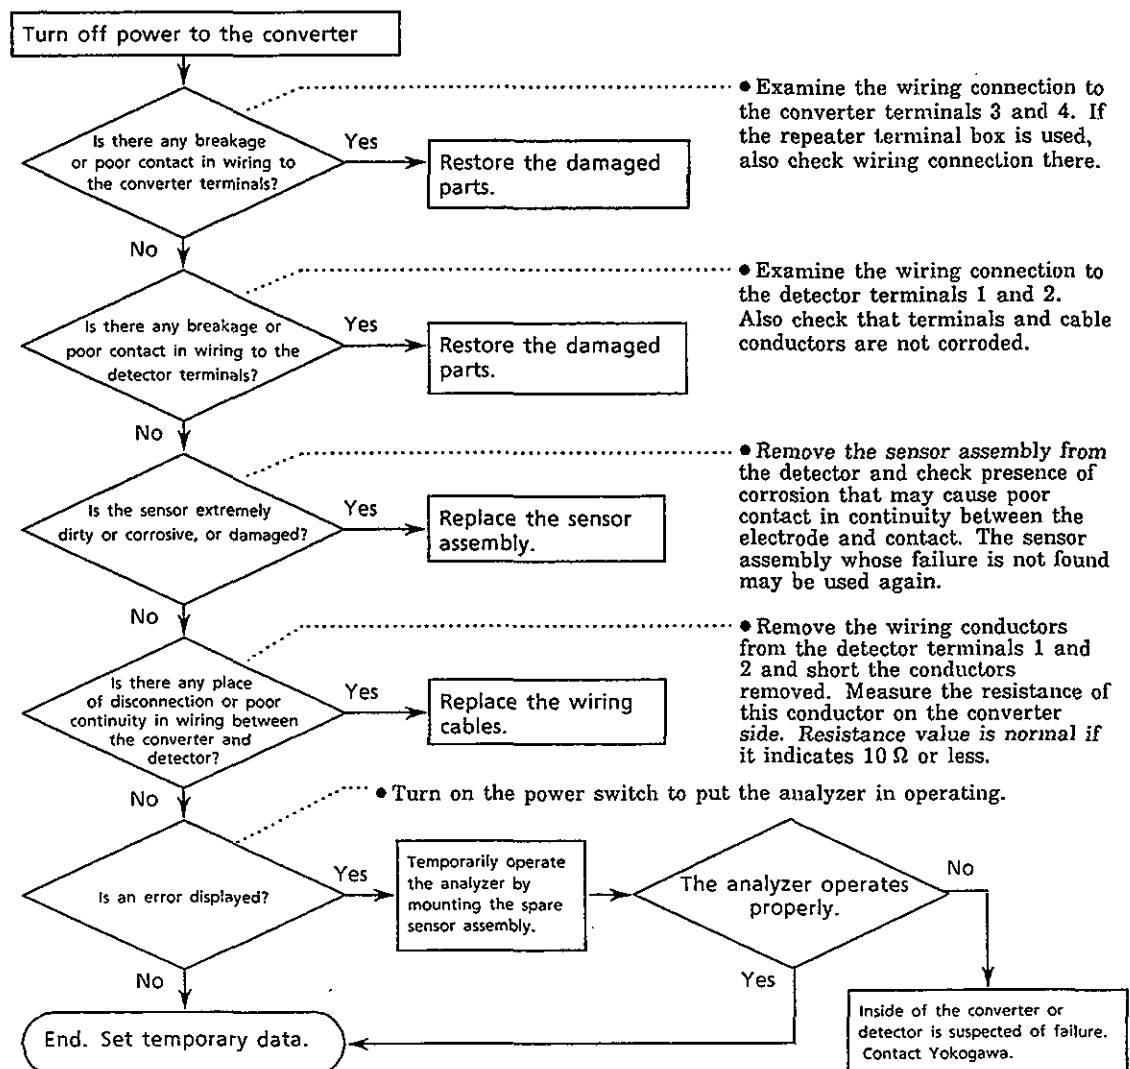 Turn off power to the converter
Is there any breakage
or poor contact in wiring to
the converter terminals?
Yes
Restore the damaged
parts.
● Examine the wiring connection to
the converter terminals 3 and 4. If
the repeater terminal box is used,
also check wiring connection there.
No
Is there any breakage or
poor contact in wiring to the
detector terminals?
Yes
Restore the damaged
parts.
● Examine the wiring connection to
the detector terminals 1 and 2.
Also check that terminals and cable
conductors are not corroded.
No
Is the sensor extremely
dirty or corrosive, or damaged?
Yes
Replace the sensor
assembly.
● Remove the sensor assembly from
the detector and check presence of
corrosion that may cause poor
contact in continuity between the
electrode and contact. The sensor
assembly whose failure is not found
may be used again.
No
Is there any place
of disconnection or poor
continuity in wiring between
the converter and
detector?
Yes
Replace the wiring
cables.
● Remove the wiring conductors
from the detector terminals 1 and
2 and short the conductors
removed. Measure the resistance of
this conductor on the converter
side. Resistance value is normal if
it indicates 10 Ω or less.
No
● Turn on the power switch to put the analyzer in operating.
Is an error displayed?
Yes
Temporarily operate
the analyzer by
mounting the spare
sensor assembly.
The analyzer operates
properly.
No
Yes
No
End. Set temporary data.
Inside of the converter or
detector is suspected of failure.
Contact Yokogawa.